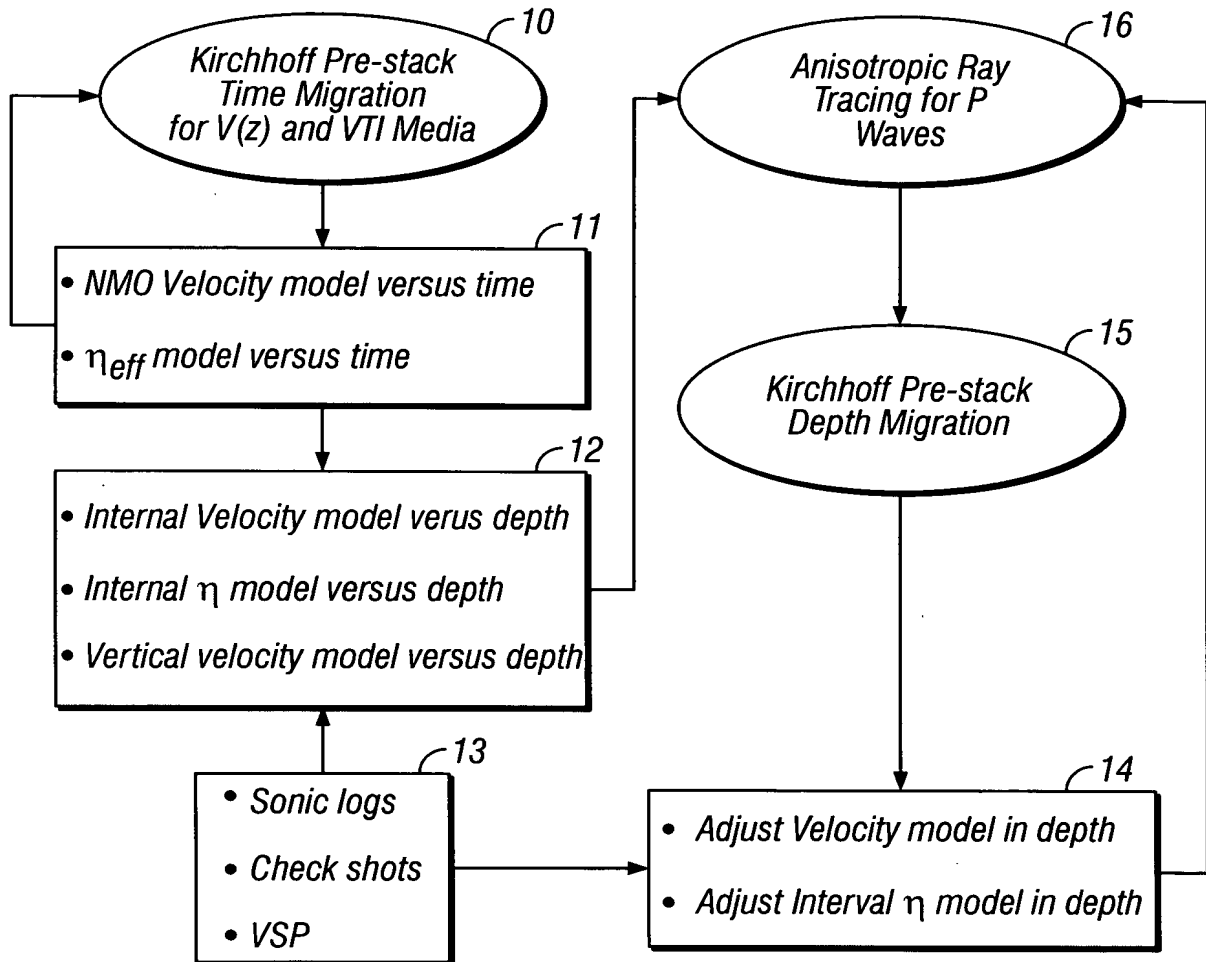 10
Kirchhoff Pre-stack
Time Migration
for V(z) and VTI Media
11
• NMO Velocity model versus time
• ηeff model versus time
12
• Internal Velocity model verus depth
• Internal η model versus depth
• Vertical velocity model versus depth
13
• Sonic logs
• Check shots
• VSP
16
Anisotropic Ray
Tracing for P
Waves
15
Kirchhoff Pre-stack
Depth Migration
14
• Adjust Velocity model in depth
• Adjust Interval η model in depth